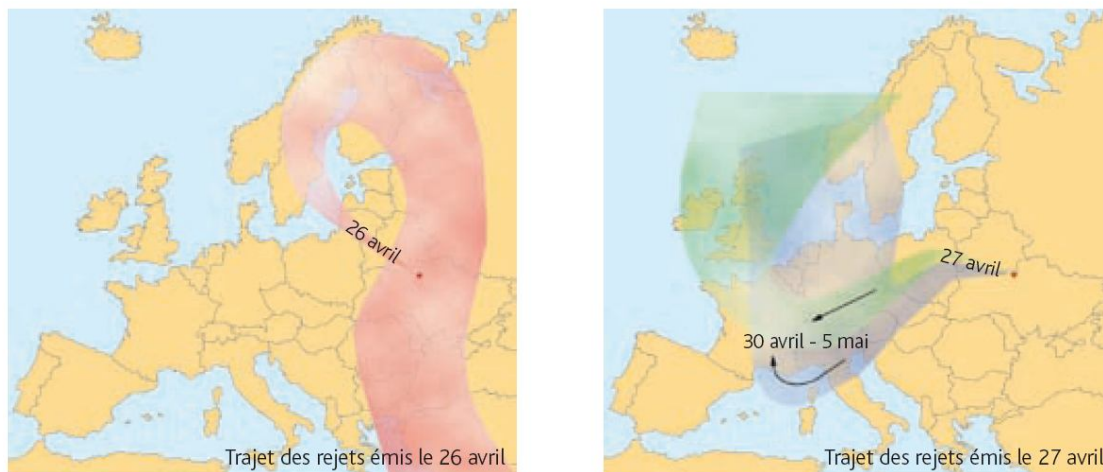 26 avril
Trajet des rejets émis le 26 avril
27 avril
30 avril - 5 mai
Trajet des rejets émis le 27 avril